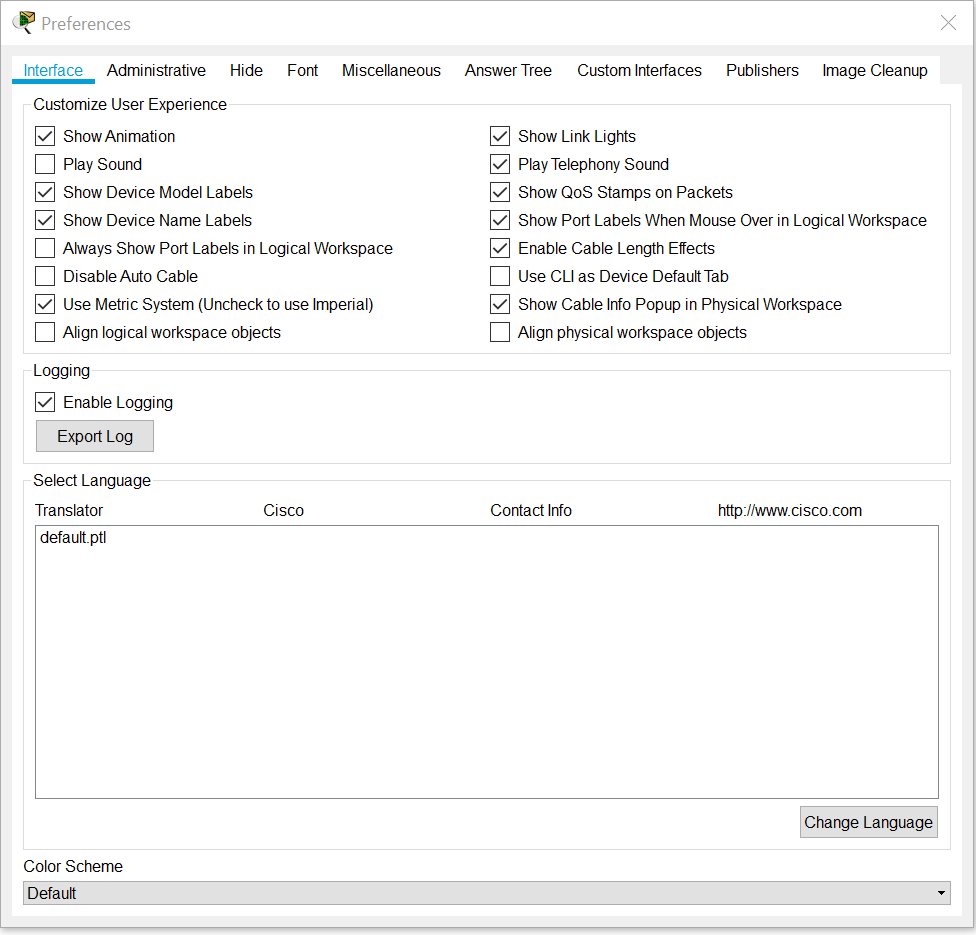 Preferences
Interface Administrative Hide Font Miscellaneous Answer Tree Custom Interfaces Publishers Image Cleanup
Customize User Experience
Show Animation Show Link Lights
Play Sound Play Telephony Sound
Show Device Model Labels Show QoS Stamps on Packets
Show Device Name Labels Show Port Labels When Mouse Over in Logical Workspace
Always Show Port Labels in Logical Workspace Enable Cable Length Effects
Disable Auto Cable Use CLI as Device Default Tab
Use Metric System (Uncheck to use Imperial) Show Cable Info Popup in Physical Workspace
Align logical workspace objects Align physical workspace objects
Logging
Enable Logging
Export Log
Select Language
Translator Cisco Contact Info http://www.cisco.com
default.ptl
Change Language
Color Scheme
Default